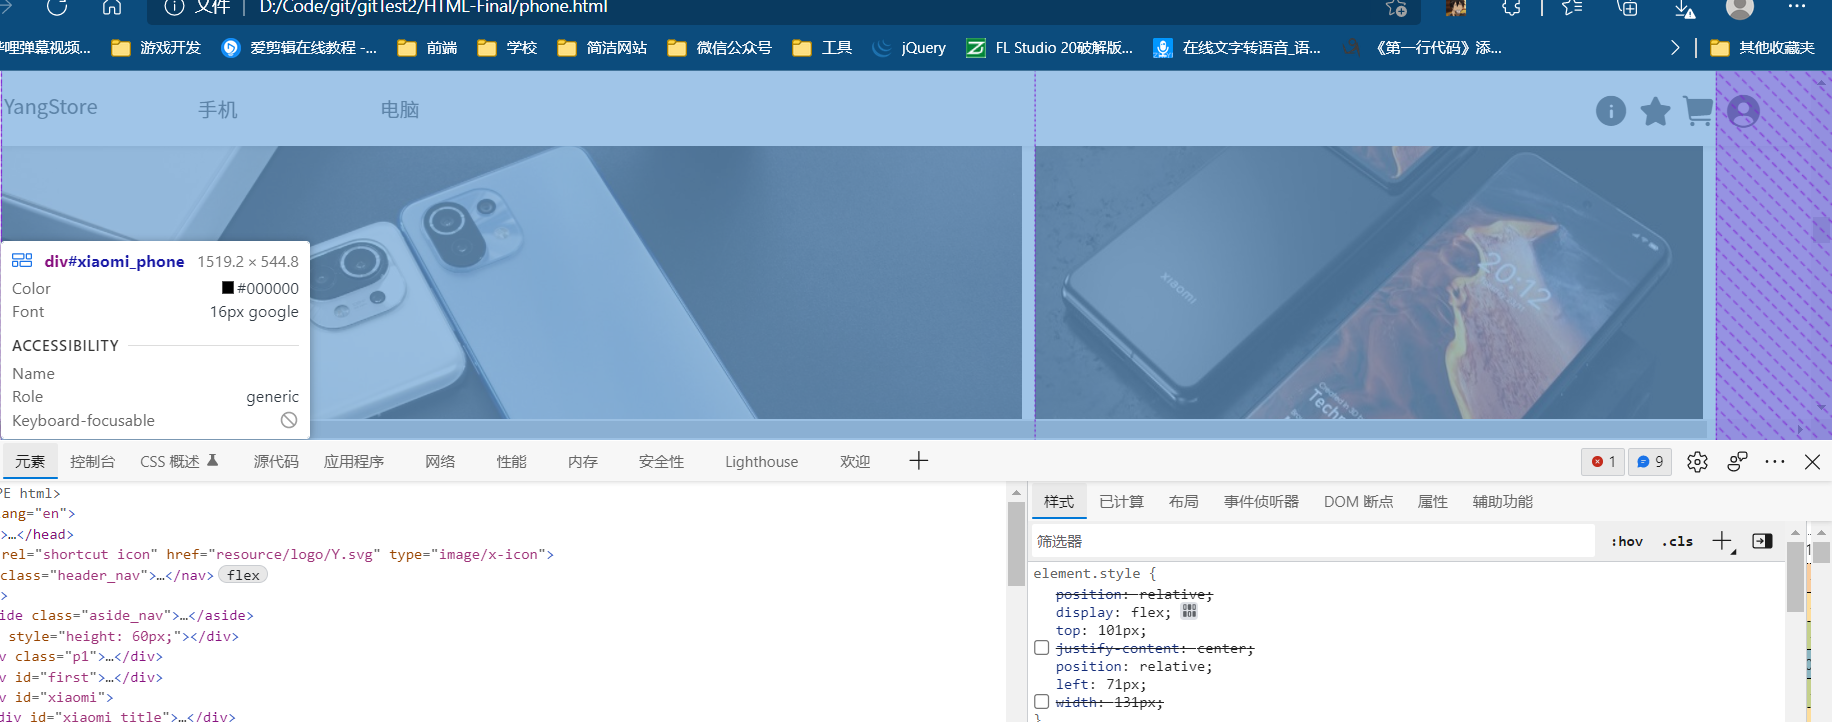 文件 D:/Code/git/gitTest2/HTML-Final/phone.html
哔哩弹幕视频... 游戏开发 爱剪辑在线教程 -... 前端 学校 简洁网站 微信公众号 工具 jQuery FL Studio 20破解版... 在线文字转语音_语... 《第一行代码》添... 其他收藏夹
YangStore 手机 电脑
xiaomi
20:12
div#xiaomi_phone 1519.2 × 544.8
Color #000000
Font 16px google
ACCESSIBILITY
Name
Role generic
Keyboard-focusable
元素 控制台 CSS 概述 源代码 应用程序 网络 性能 内存 安全性 Lighthouse 欢迎 1 9
PE html>
ang="en">
>…</head>
rel="shortcut icon" href="resource/logo/Y.svg" type="image/x-icon">
class="header_nav">…</nav> flex
>
ide class="aside_nav">…</aside>
style="height: 60px;"></div>
v class="p1">…</div>
v id="first">…</div>
v id="xiaomi">
div id="xiaomi_title">…</div>
样式 已计算 布局 事件侦听器 DOM 断点 属性 辅助功能
筛选器 :hov .cls
element.style {
position: relative;
display: flex;
top: 101px;
justify-content: center;
position: relative;
left: 71px;
width: 131px;
}